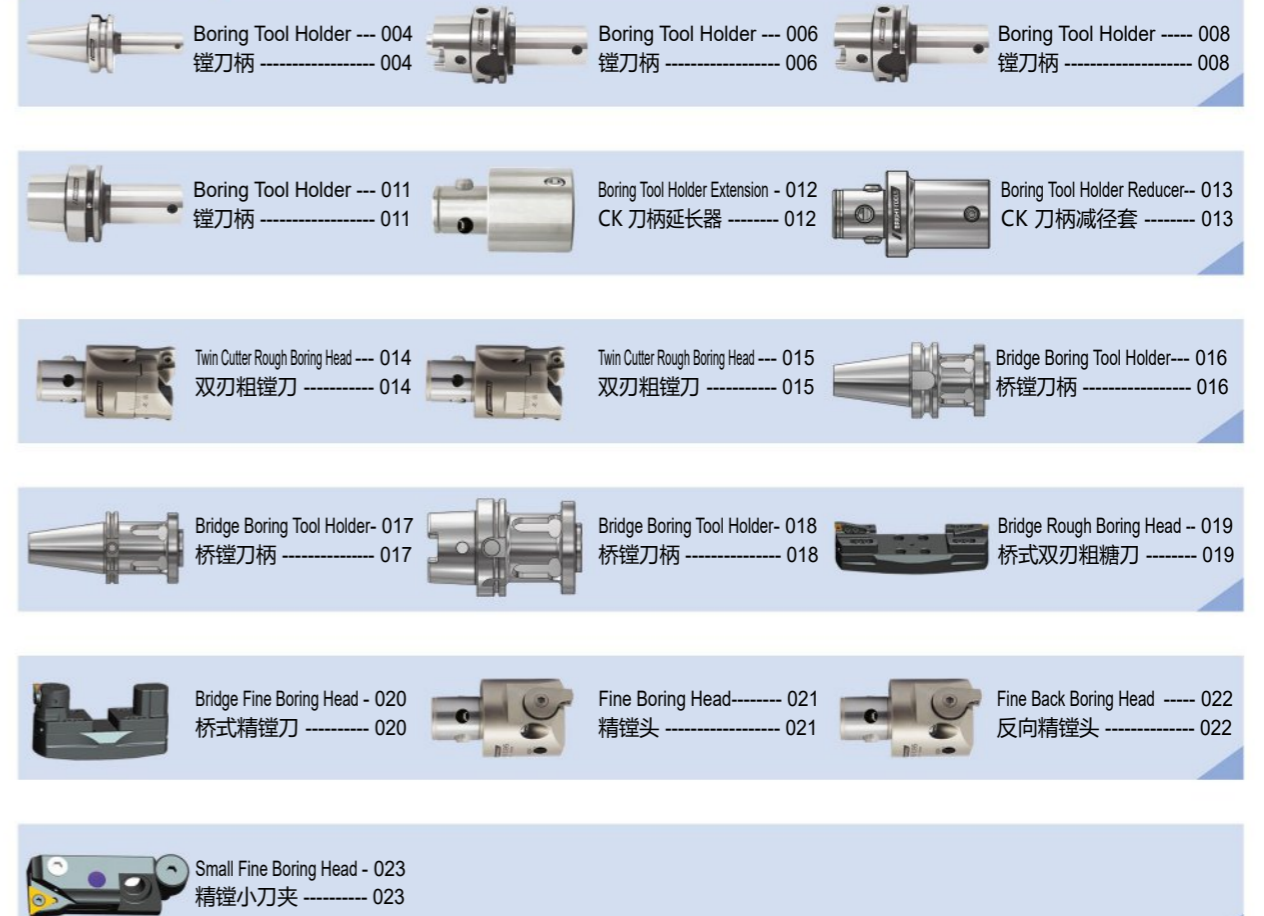 Boring Tool Holder --- 004
镗刀柄 ------------------ 004
Boring Tool Holder --- 006
镗刀柄 ------------------ 006
Boring Tool Holder ----- 008
镗刀柄 -------------------- 008
Boring Tool Holder --- 011
镗刀柄 ------------------ 011
Boring Tool Holder Extension - 012
CK 刀柄延长器 -------- 012
Boring Tool Holder Reducer-- 013
CK 刀柄减径套 -------- 013
Twin Cutter Rough Boring Head --- 014
双刃粗镗刀 ----------- 014
Twin Cutter Rough Boring Head --- 015
双刃粗镗刀 ----------- 015
Bridge Boring Tool Holder--- 016
桥镗刀柄 ----------------- 016
Bridge Boring Tool Holder- 017
桥镗刀柄 --------------- 017
Bridge Boring Tool Holder- 018
桥镗刀柄 --------------- 018
Bridge Rough Boring Head -- 019
桥式双刃粗糖刀 -------- 019
Bridge Fine Boring Head - 020
桥式精镗刀 ---------- 020
Fine Boring Head-------- 021
精镗头 ------------------ 021
Fine Back Boring Head ----- 022
反向精镗头 -------------- 022
Small Fine Boring Head - 023
精镗小刀夹 ---------- 023